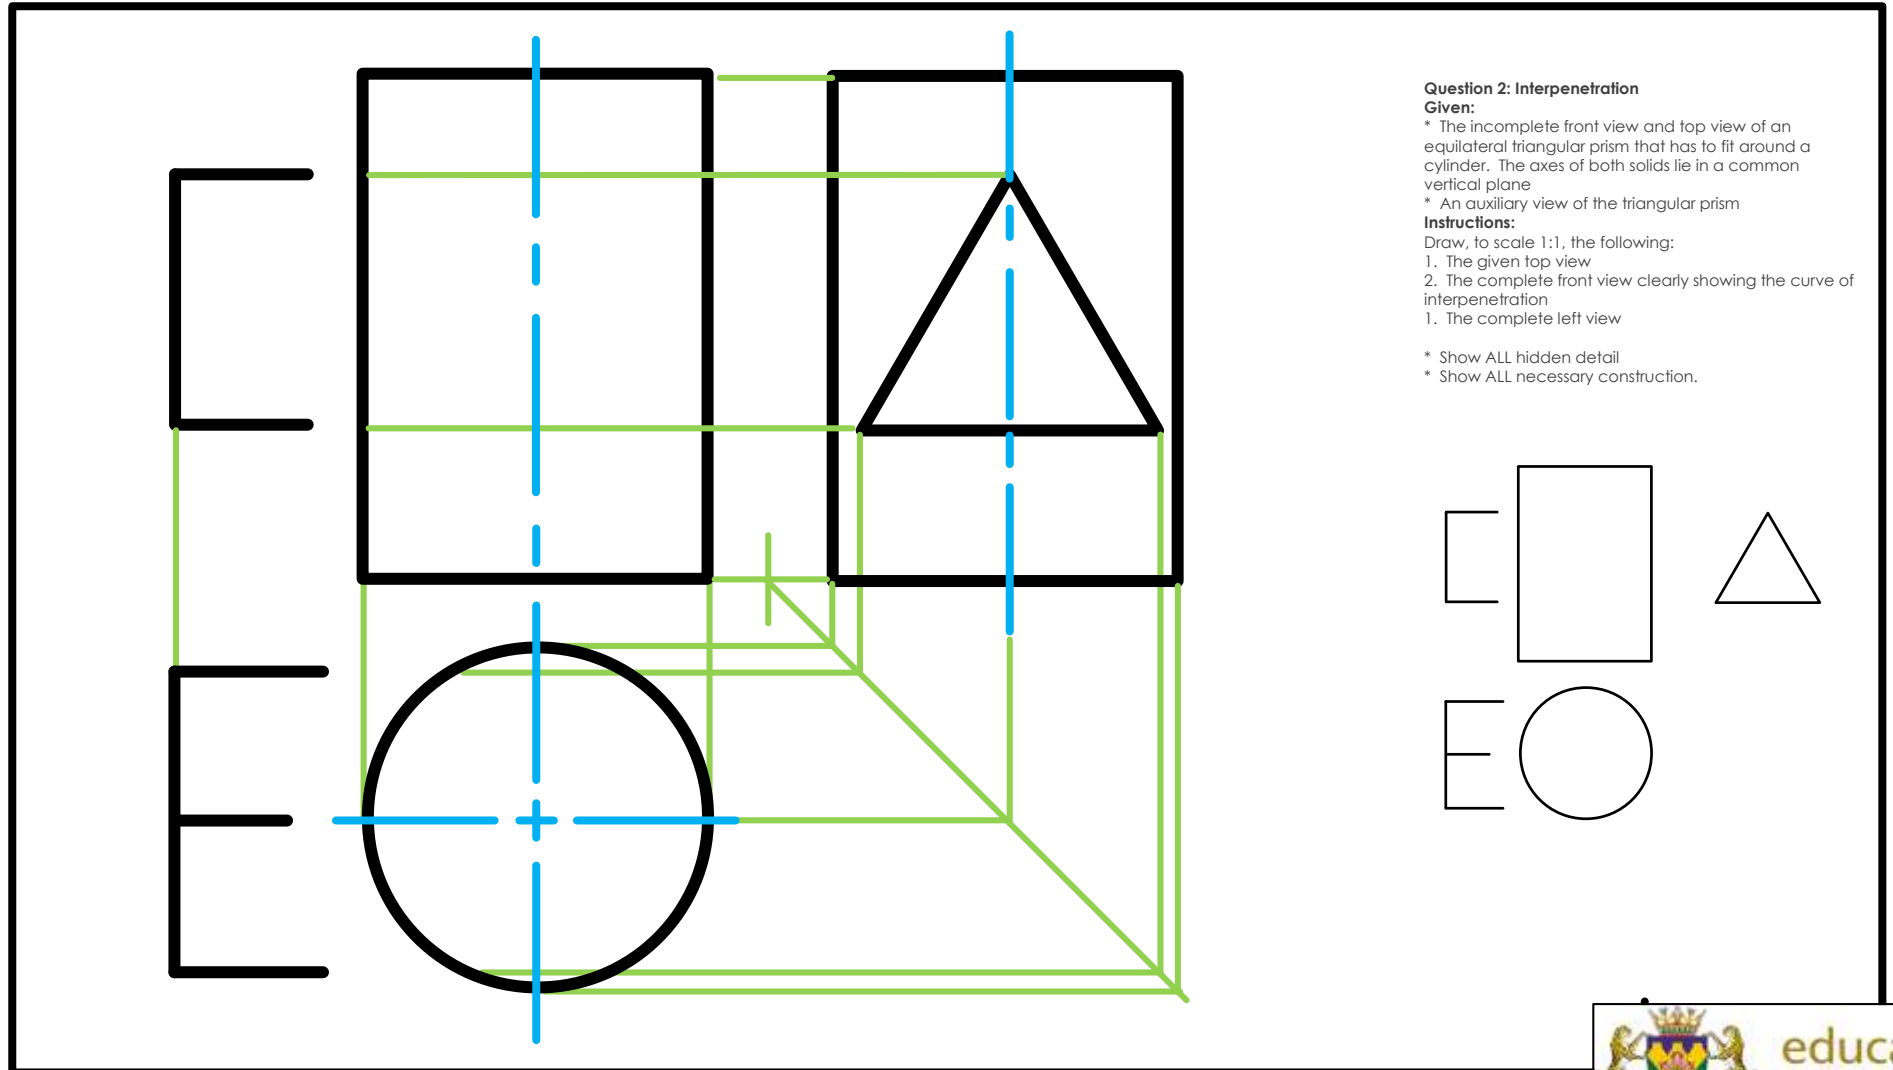 Question 2: Interpenetration
Given:
* The incomplete front view and top view of an
equilateral triangular prism that has to fit around a
cylinder. The axes of both solids lie in a common
vertical plane
* An auxiliary view of the triangular prism
Instructions:
Draw, to scale 1:1, the following:
1. The given top view
2. The complete front view clearly showing the curve of
interpenetration
1. The complete left view
* Show ALL hidden detail
* Show ALL necessary construction.